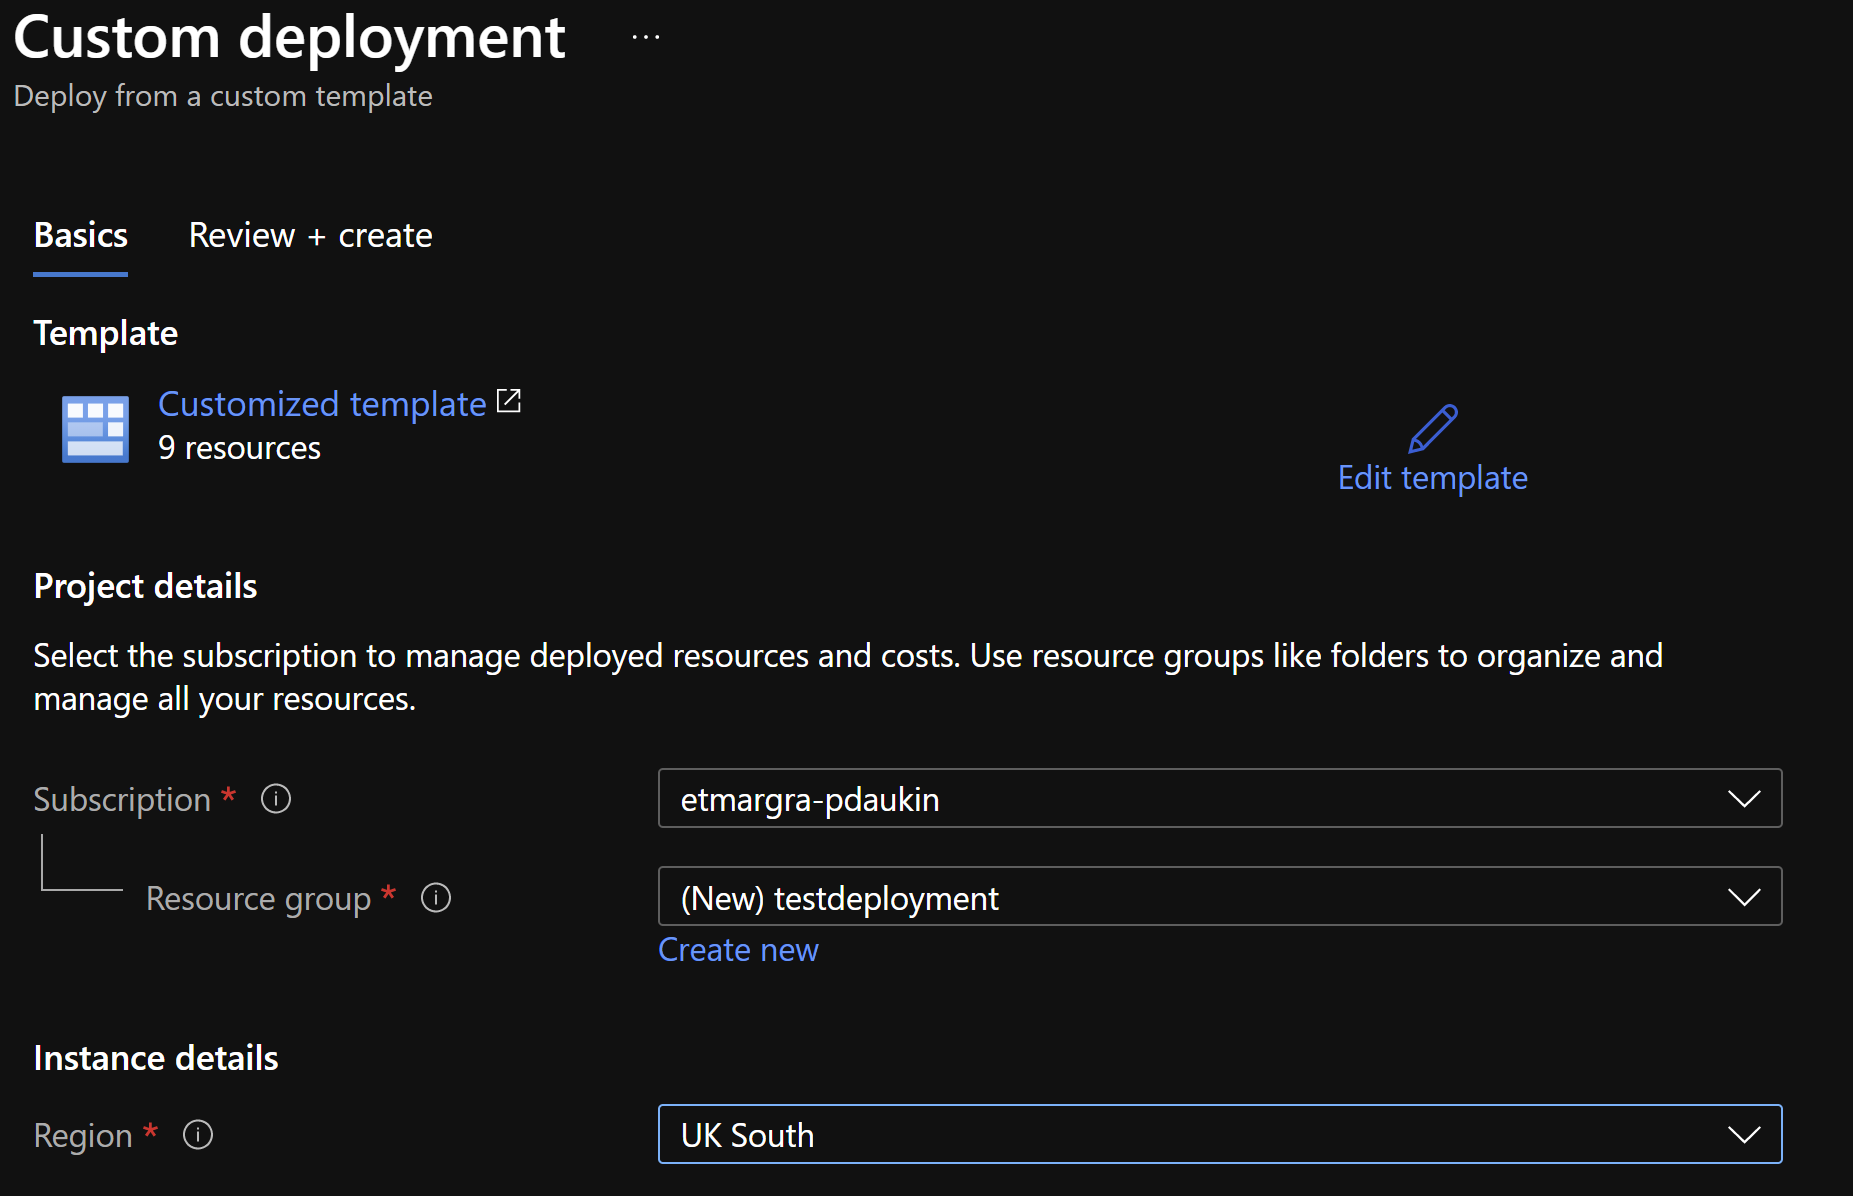 Custom deployment ...
Deploy from a custom template
Basics Review + create
Template
Customized template
9 resources
Edit template
Project details
Select the subscription to manage deployed resources and costs. Use resource groups like folders to organize and
manage all your resources.
Subscription * etmargra-pdaukin
Resource group * (New) testdeployment
Create new
Instance details
Region * UK South